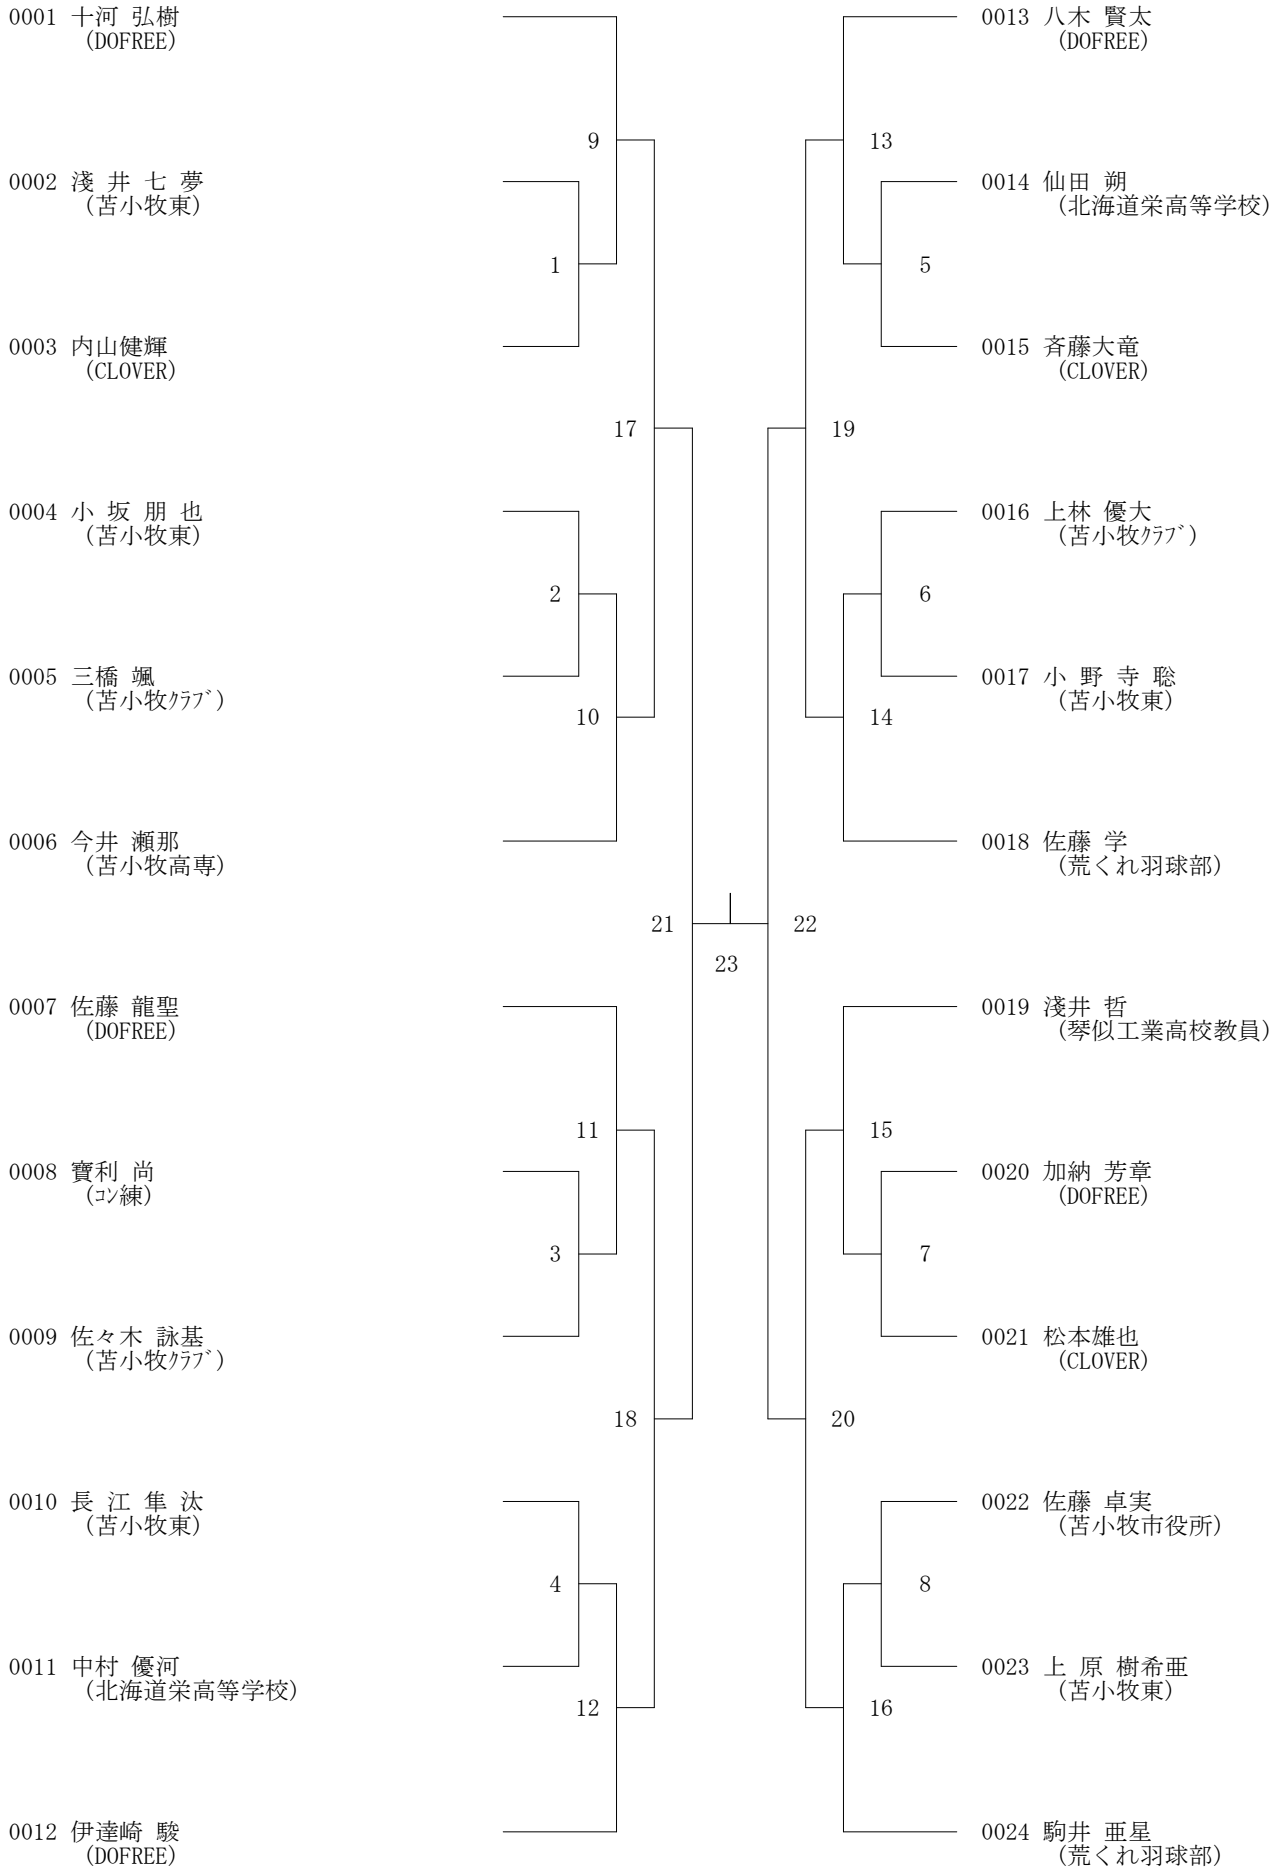 0001 十河 弘樹
(DOFREE)
0002 淺 井 七 夢
(苫小牧東)
0003 内山健輝
(CLOVER)
0004 小 坂 朋 也
(苫小牧東)
0005 三橋 颯
(苫小牧ｸﾗﾌﾞ)
0006 今井 瀬那
(苫小牧高専)
0007 佐藤 龍聖
(DOFREE)
0008 寶利 尚
(ｺﾝ練)
0009 佐々木 詠基
(苫小牧ｸﾗﾌﾞ)
0010 長 江 隼 汰
(苫小牧東)
0011 中村 優河
(北海道栄高等学校)
0012 伊達崎 駿
(DOFREE)
9
1
17
2
10
21
11
3
18
4
12
23
13
5
19
6
14
22
15
7
20
8
16
0013 八木 賢太
(DOFREE)
0014 仙田 朔
(北海道栄高等学校)
0015 斉藤大竜
(CLOVER)
0016 上林 優大
(苫小牧ｸﾗﾌﾞ)
0017 小 野 寺 聡
(苫小牧東)
0018 佐藤 学
(荒くれ羽球部)
0019 淺井 哲
(琴似工業高校教員)
0020 加納 芳章
(DOFREE)
0021 松本雄也
(CLOVER)
0022 佐藤 卓実
(苫小牧市役所)
0023 上 原 樹希亜
(苫小牧東)
0024 駒井 亜星
(荒くれ羽球部)